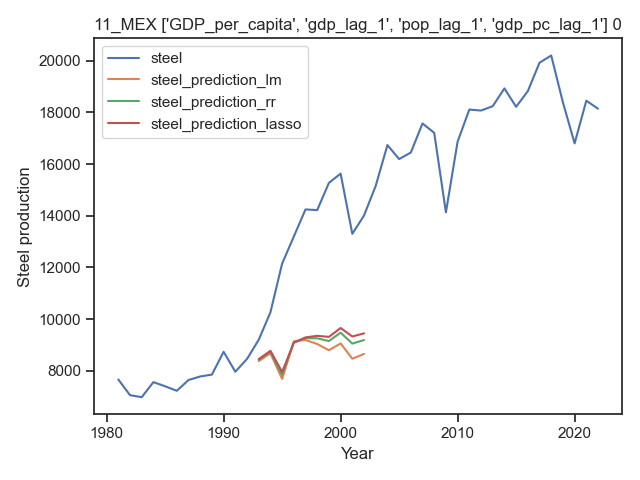 11_MEX ['GDP_per_capita', 'gdp_lag_1', 'pop_lag_1', 'gdp_pc_lag_1'] 0
steel
steel_prediction_lm
steel_prediction_rr
steel_prediction_lasso
20000
18000
16000
14000
12000
10000
8000
Steel production
1980
1990
2000
2010
2020
Year